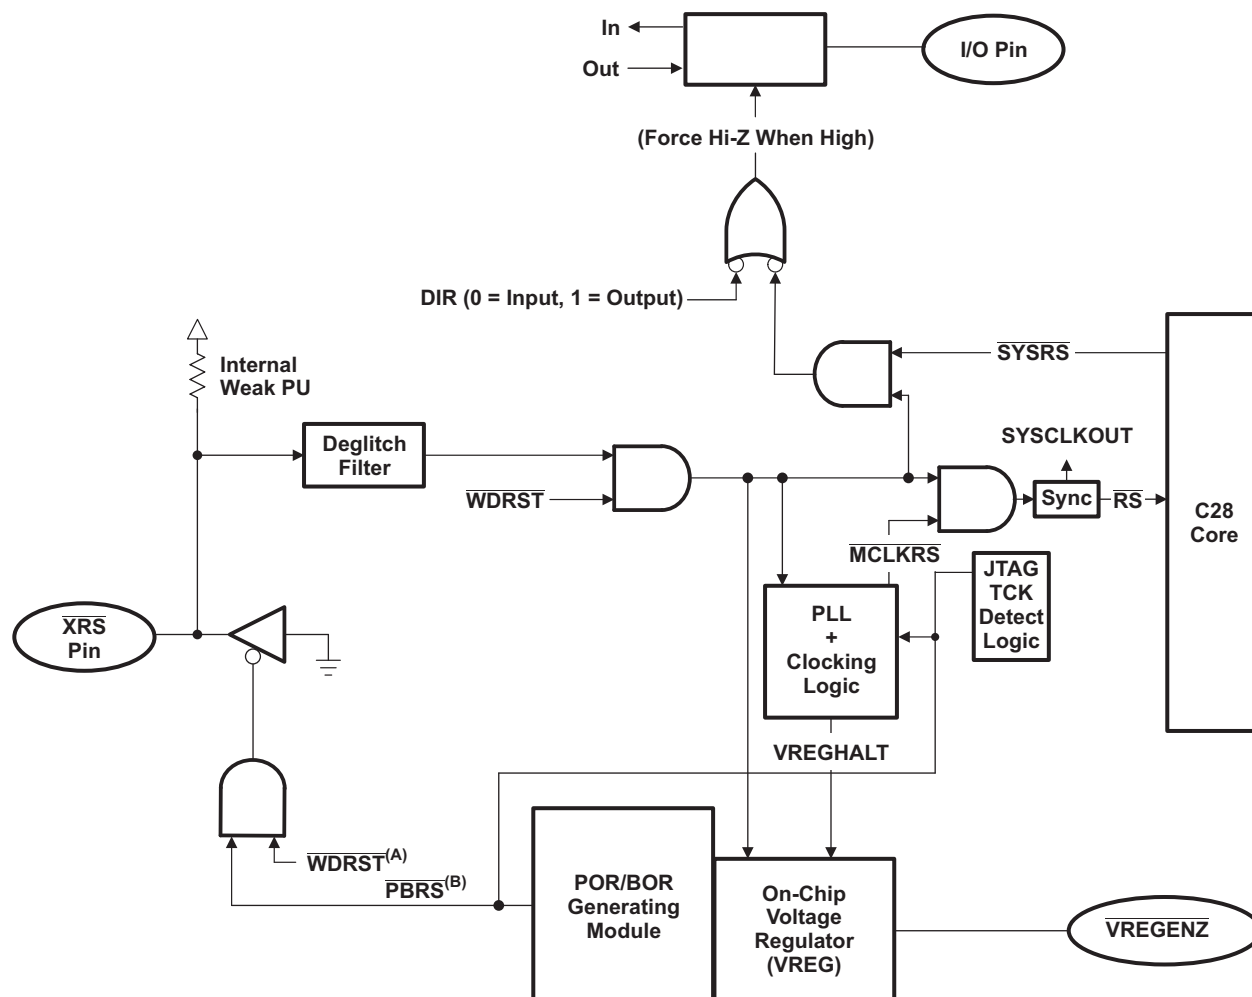 In
Out
I/O Pin
(Force Hi-Z When High)
DIR (0 = Input, 1 = Output)
Internal
Weak PU
SYSRS
Deglitch
Filter
SYSCLKOUT
WDRST
Sync
RS
C28
Core
MCLKRS
JTAG
TCK
Detect
Logic
XRS
Pin
PLL
+
Clocking
Logic
VREGHALT
WDRST(A)
PBRS(B)
POR/BOR
Generating
Module
On-Chip
Voltage
Regulator
(VREG)
VREGENZ